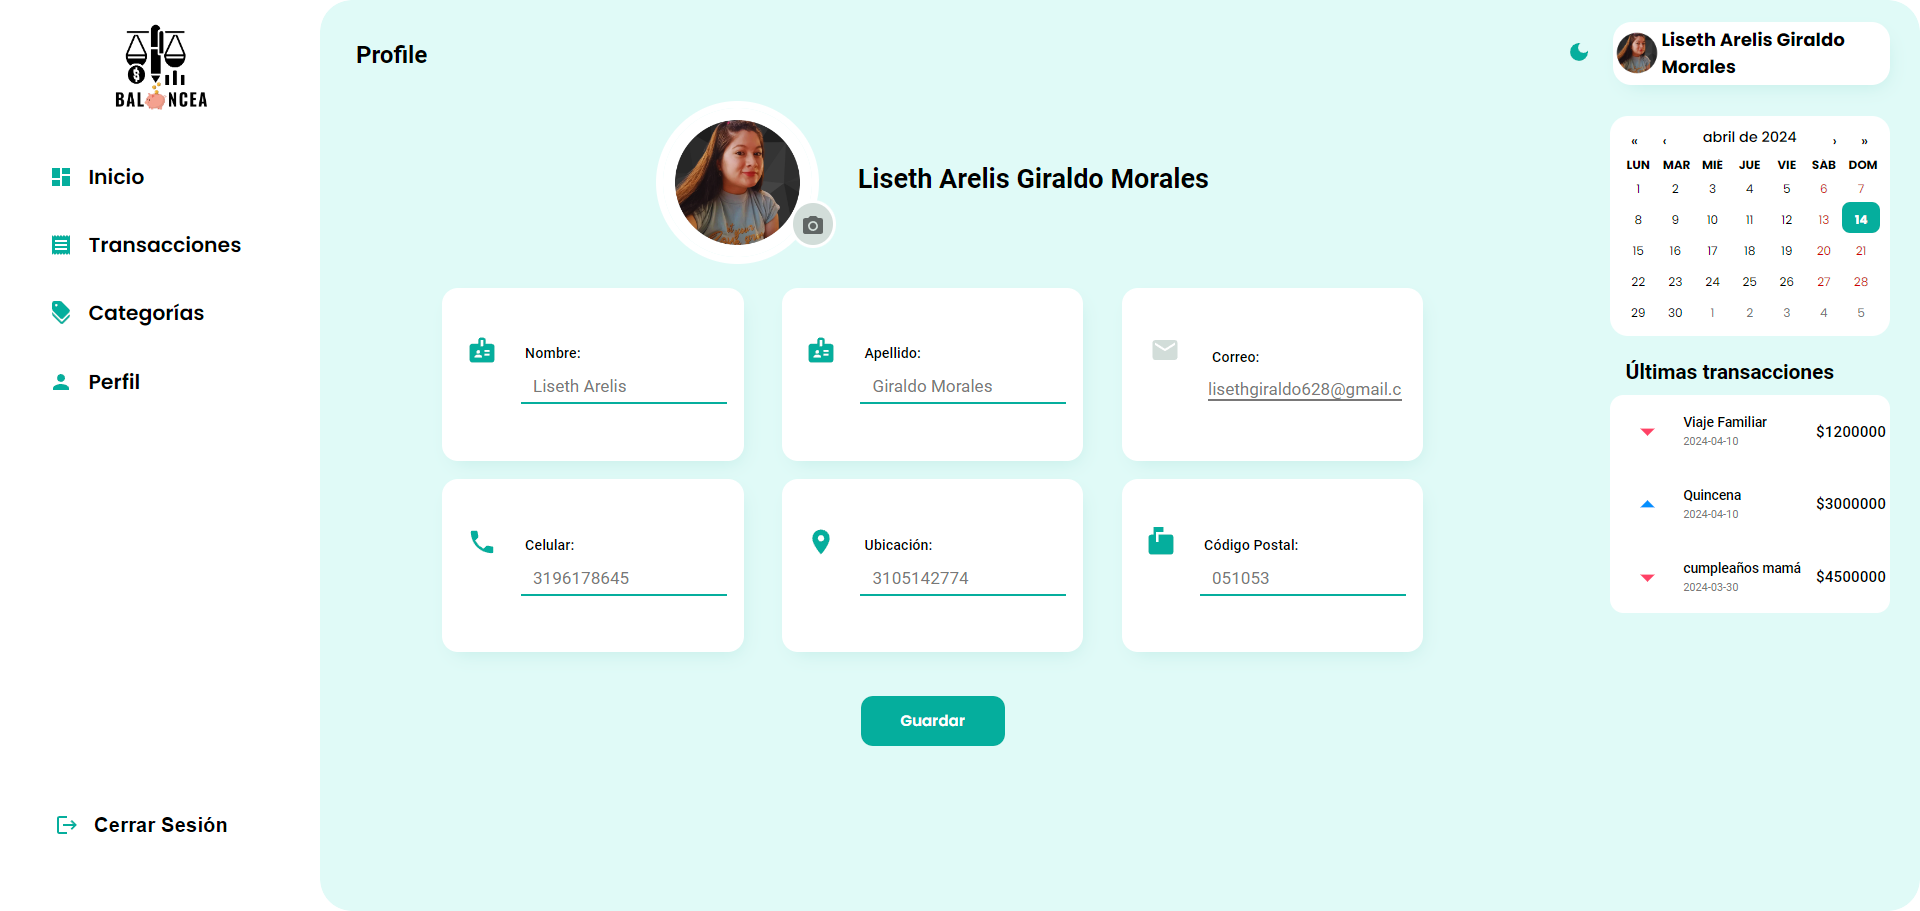 BALANCEA
Inicio
Transacciones
Categorías
Perfil
Cerrar Sesión
Profile
Liseth Arelis Giraldo Morales
Nombre:
Liseth Arelis
Apellido:
Giraldo Morales
Correo:
lisethgiraldo628@gmail.c
Celular:
3196178645
Ubicación:
3105142774
Código Postal:
051053
Guardar
Liseth Arelis Giraldo
Morales
« ‹ abril de 2024 › »
LUN MAR MIÉ JUE VIE SÁB DOM
1 2 3 4 5 6 7
8 9 10 11 12 13 14
15 16 17 18 19 20 21
22 23 24 25 26 27 28
29 30 1 2 3 4 5
Últimas transacciones
Viaje Familiar
2024-04-10
$1200000
Quincena
2024-04-10
$3000000
cumpleaños mamá
2024-03-30
$4500000